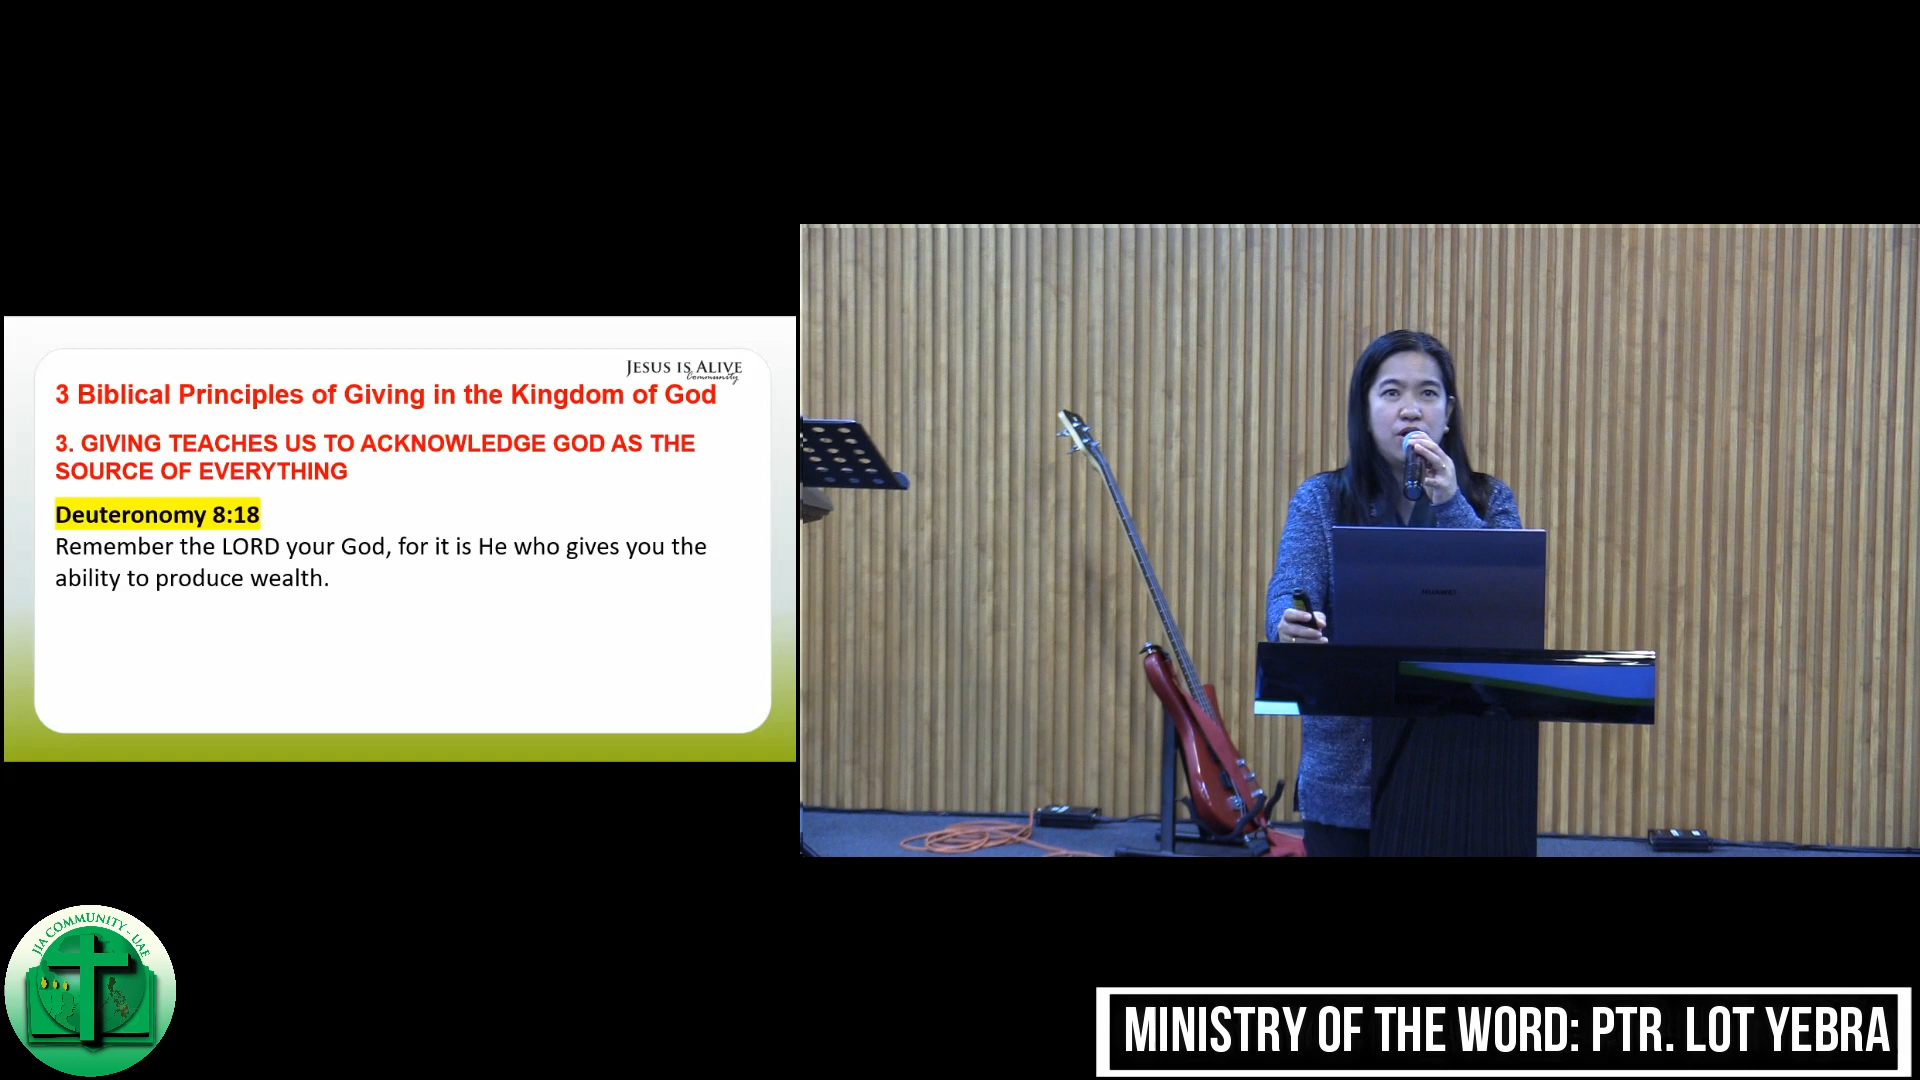 JESUS IS ALIVE
Community
3 Biblical Principles of Giving in the Kingdom of God
3. GIVING TEACHES US TO ACKNOWLEDGE GOD AS THE
SOURCE OF EVERYTHING
Deuteronomy 8:18
Remember the LORD your God, for it is He who gives you the
ability to produce wealth.
HUAWEI
JIA COMMUNITY - UAE
MINISTRY OF THE WORD: PTR. LOT YEBRA